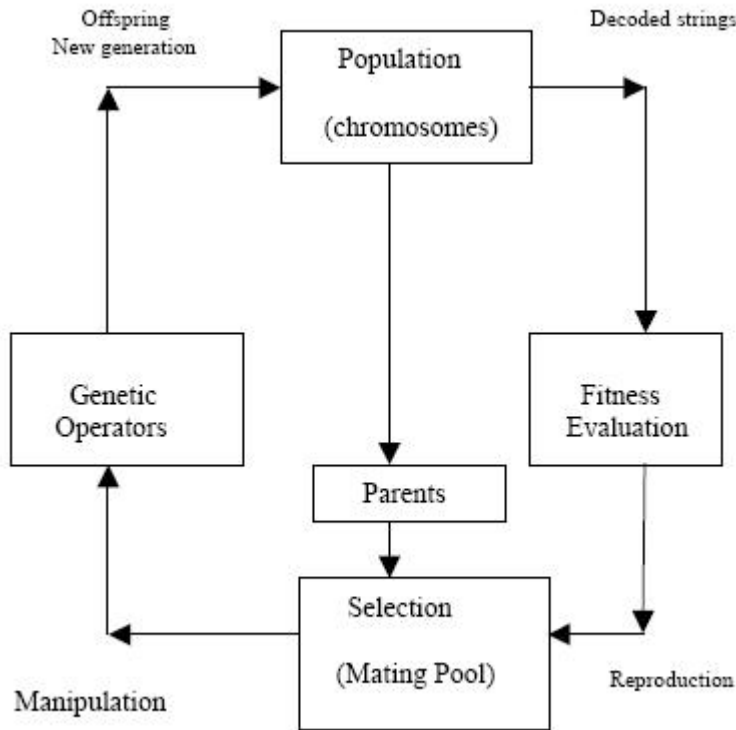 Offspring
New generation
Population
(chromosomes)
Decoded strings
Genetic
Operators
Fitness
Evaluation
Parents
Selection
(Mating Pool)
Manipulation
Reproduction